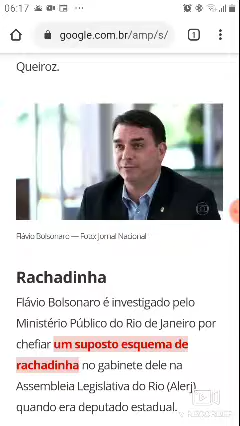 06:17
google.com.br/amp/s/
1
Queiroz.
Flávio Bolsonaro — Foto: Jornal Nacional
Rachadinha
Flávio Bolsonaro é investigado pelo
Ministério Público do Rio de Janeiro por
chefiar um suposto esquema de
rachadinha no gabinete dele na
Assembleia Legislativa do Rio (Alerj)
quando era deputado estadual.